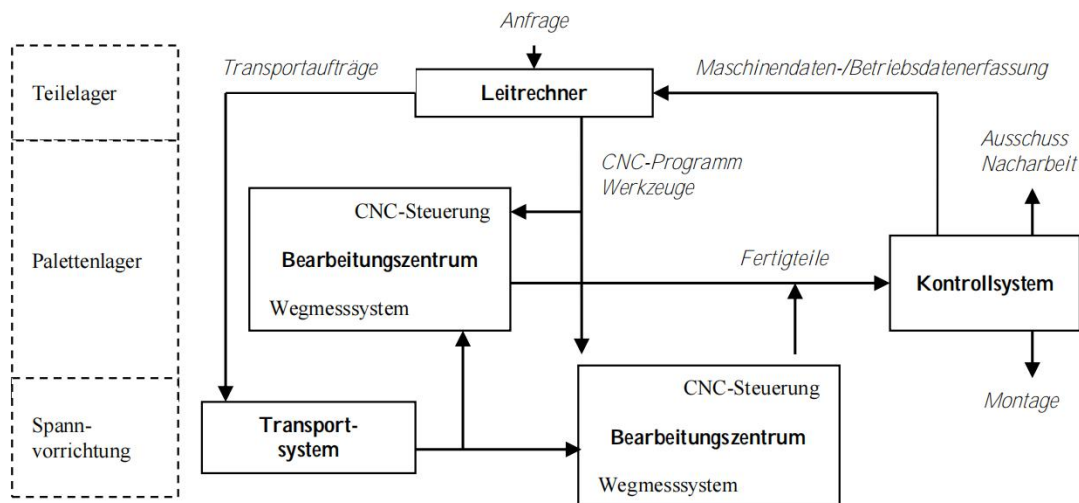 Anfrage
Transportaufträge
Maschinendaten-/Betriebsdatenerfassung
Teilelager
Leitrechner
Ausschuss
Nacharbeit
CNC-Programm
Werkzeuge
CNC-Steuerung
Palettenlager
Bearbeitungszentrum
Fertigteile
Kontrollsystem
Wegmesssystem
CNC-Steuerung
Montage
Spann-
vorrichtung
Transport-
system
Bearbeitungszentrum
Wegmesssystem